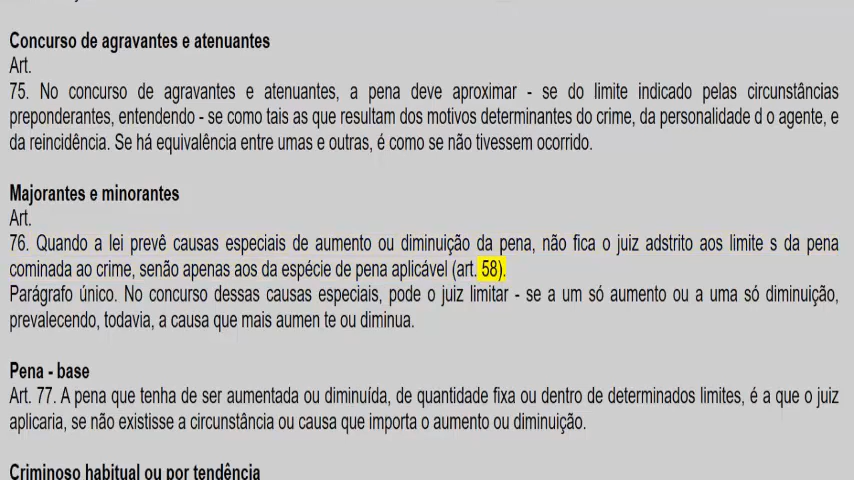 Concurso de agravantes e atenuantes
Art.
75. No concurso de agravantes e atenuantes, a pena deve aproximar - se do limite indicado pelas circunstâncias
preponderantes, entendendo - se como tais as que resultam dos motivos determinantes do crime, da personalidade d o agente, e
da reincidência. Se há equivalência entre umas e outras, é como se não tivessem ocorrido.
Majorantes e minorantes
Art.
76. Quando a lei prevê causas especiais de aumento ou diminuição da pena, não fica o juiz adstrito aos limite s da pena
cominada ao crime, senão apenas aos da espécie de pena aplicável (art. 58).
Parágrafo único. No concurso dessas causas especiais, pode o juiz limitar - se a um só aumento ou a uma só diminuição,
prevalecendo, todavia, a causa que mais aumen te ou diminua.
Pena - base
Art. 77. A pena que tenha de ser aumentada ou diminuída, de quantidade fixa ou dentro de determinados limites, é a que o juiz
aplicaria, se não existisse a circunstância ou causa que importa o aumento ou diminuição.
Criminoso habitual ou por tendência